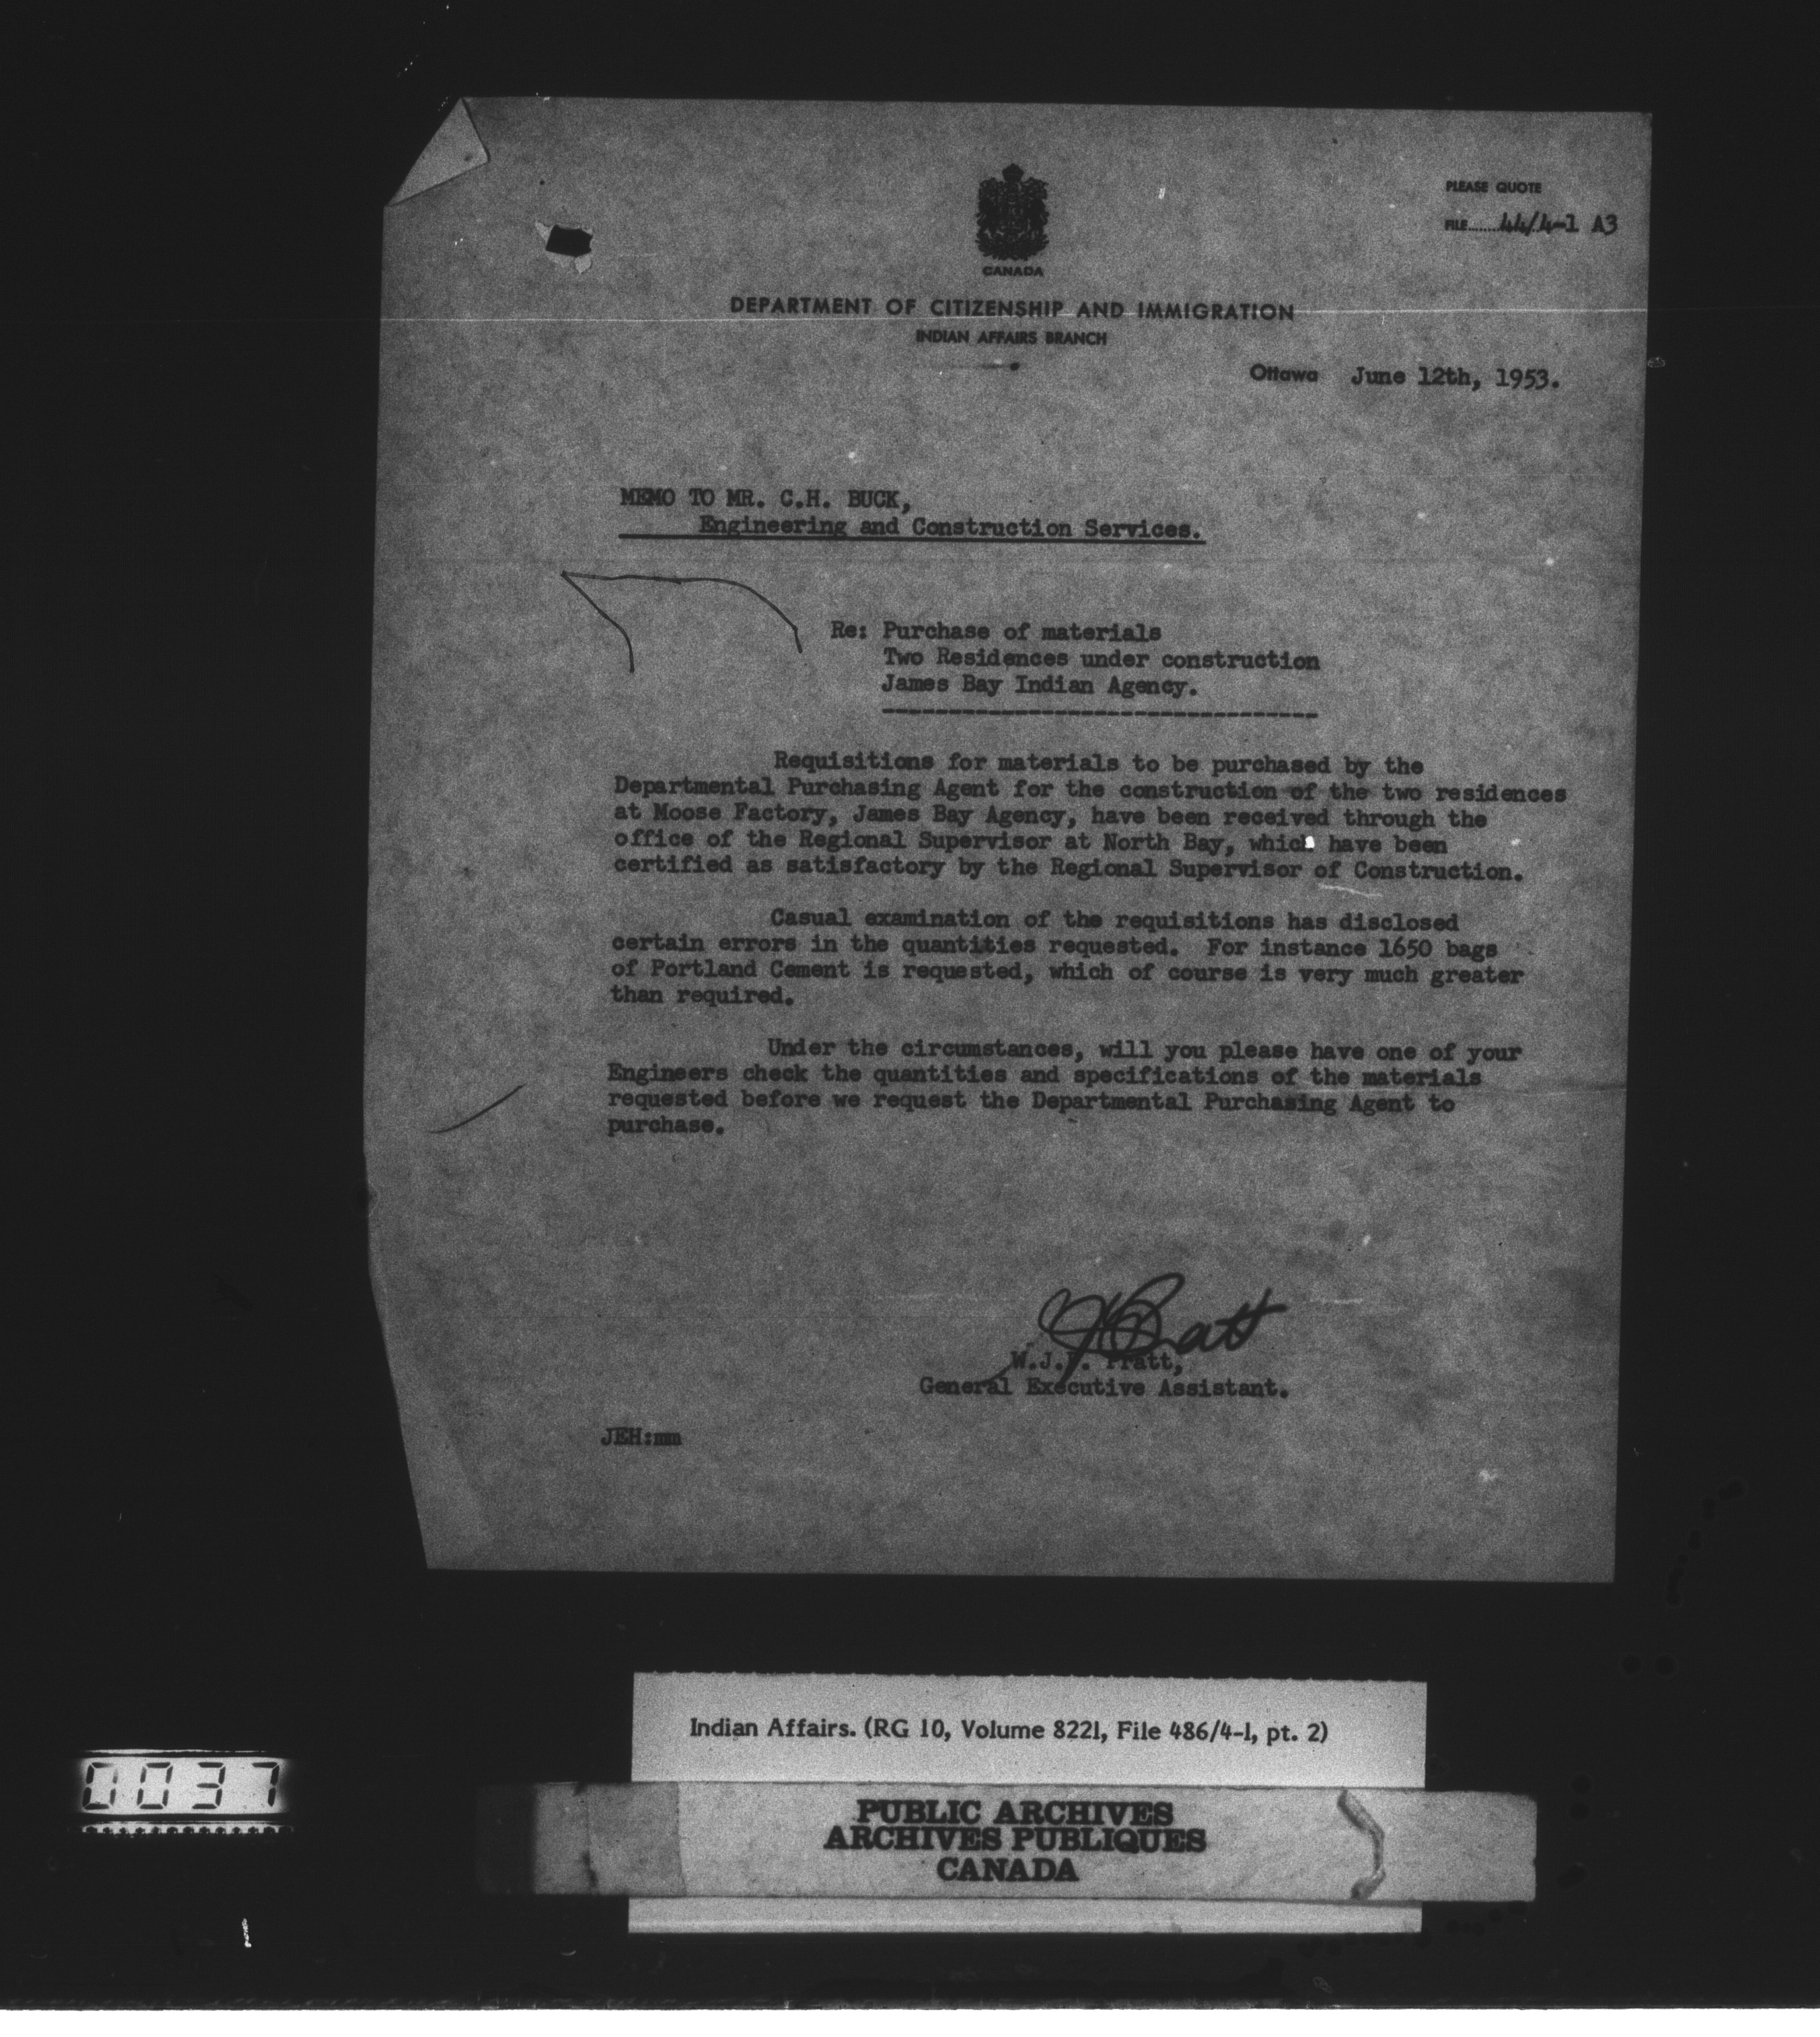 PLEASE QUOTE
FILE 44/4-1 A3
CANADA
DEPARTMENT OF CITIZENSHIP AND IMMIGRATION
INDIAN AFFAIRS BRANCH
Ottawa June 12th, 1953.
MEMO TO MR. C.H. BUCK,
Engineering and Construction Services.
Re: Purchase of materials
Two Residences under construction
James Bay Indian Agency.
Requisitions for materials to be purchased by the
Departmental Purchasing Agent for the construction of the two residences
at Moose Factory, James Bay Agency, have been received through the
office of the Regional Supervisor at North Bay, which have been
certified as satisfactory by the Regional Supervisor of Construction.
Casual examination of the requisitions has disclosed
certain errors in the quantities requested. For instance 1650 bags
of Portland Cement is requested, which of course is very much greater
than required.
Under the circumstances, will you please have one of your
Engineers check the quantities and specifications of the materials
requested before we request the Departmental Purchasing Agent to
purchase.
Pratt
Pratt,
General Executive Assistant.
JEH:mm
Indian Affairs. (RG 10, Volume 8221, File 486/4-1, pt. 2)
0037
PUBLIC ARCHIVES
ARCHIVES PUBLIQUES
CANADA